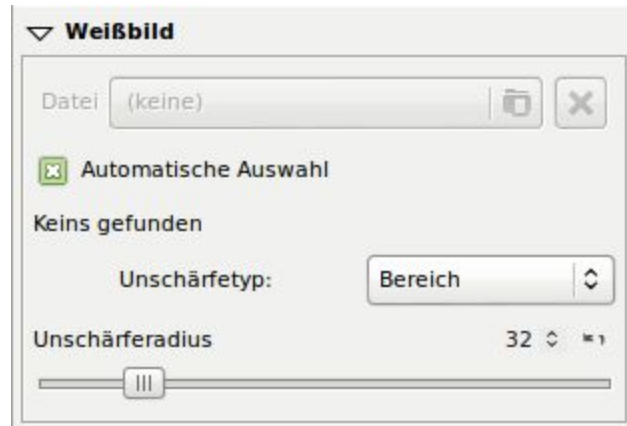 Weißbild
Datei (keine)
Automatische Auswahl
Keins gefunden
Unschärfetyp: Bereich
Unschärferadius 32